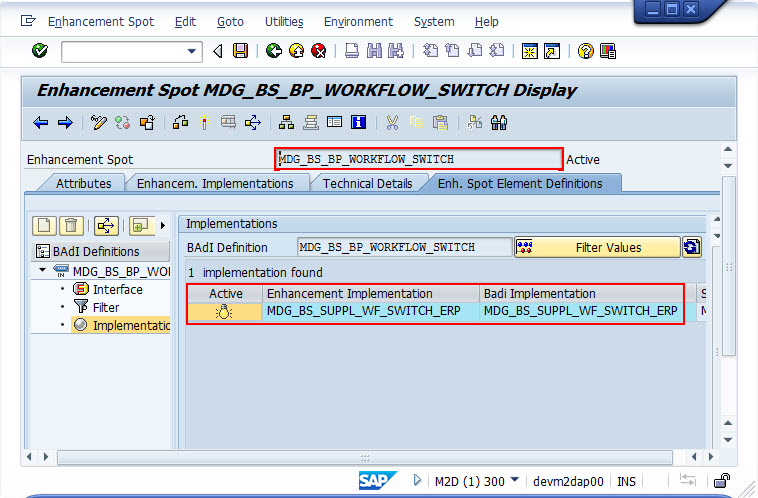 Enhancement Spot Edit Goto Utilities Environment System Help
Enhancement Spot MDG_BS_BP_WORKFLOW_SWITCH Display
Enhancement Spot MDG_BS_BP_WORKFLOW_SWITCH Active
Attributes Enhancem. Implementations Technical Details Enh. Spot Element Definitions
Implementations
BAdI Definitions
BAdI Definition MDG_BS_BP_WORKFLOW_SWITCH Filter Values
MDG_BS_BP_WO
1 implementation found
Interface
Active Enhancement Implementation Badi Implementation S
Filter
MDG_BS_SUPPL_WF_SWITCH_ERP MDG_BS_SUPPL_WF_SWITCH_ERP M
Implementatio
SAP M2D (1) 300 devm2dap00 INS